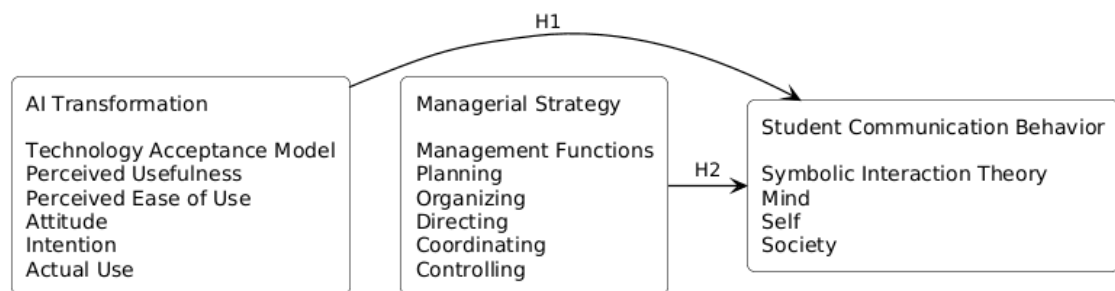 H1
AI Transformation
Technology Acceptance Model
Perceived Usefulness
Perceived Ease of Use
Attitude
Intention
Actual Use
Managerial Strategy
Management Functions
Planning
Organizing
Directing
Coordinating
Controlling
H2
Student Communication Behavior
Symbolic Interaction Theory
Mind
Self
Society